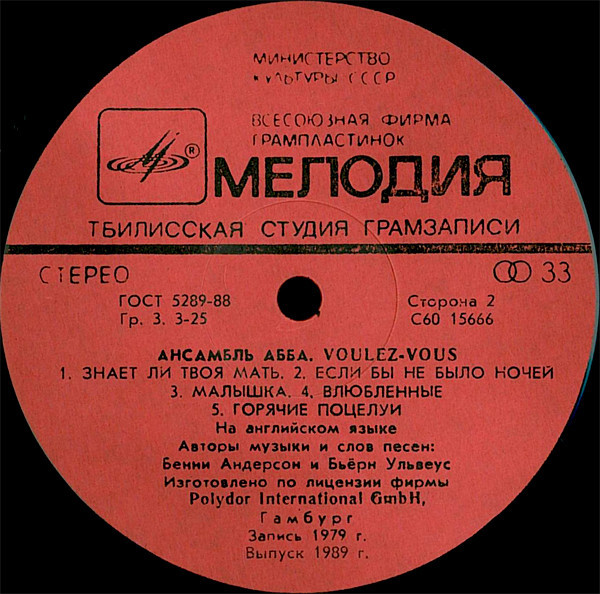 МИНИСТЕРСТВО
КУЛЬТУРЫ СССР
ВСЕСОЮЗНАЯ ФИРМА
ГРАМПЛАСТИНОК
®
МЕЛОДИЯ
ТБИЛИССКАЯ СТУДИЯ ГРАМЗАПИСИ
СТЕРЕО
33
ГОСТ 5289-88
Сторона 2
Гр. 3. 3-25
С60 15666
АНСАМБЛЬ АББА. VOULEZ-VOUS
1. ЗНАЕТ ЛИ ТВОЯ МАТЬ. 2. ЕСЛИ БЫ НЕ БЫЛО НОЧЕЙ
3. МАЛЫШКА. 4. ВЛЮБЛЕННЫЕ
5. ГОРЯЧИЕ ПОЦЕЛУИ
На английском языке
Авторы музыки и слов песен:
Бенни Андерсон и Бьёрн Ульвеус
Изготовлено по лицензии фирмы
Polydor International GmbH,
Гамбург
Запись 1979 г.
Выпуск 1989 г.